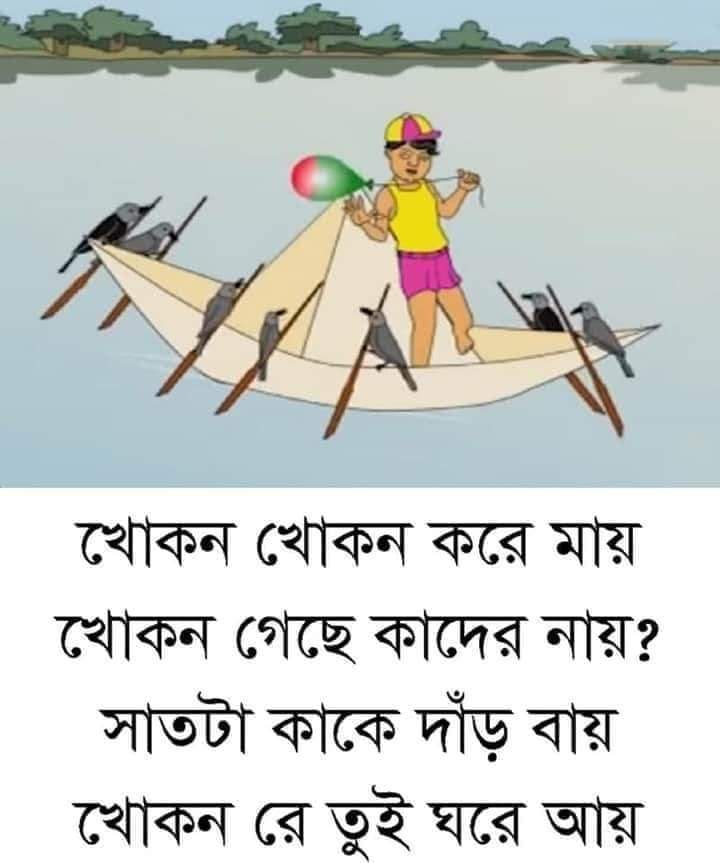 খোকন খোকন করে মায়
খোকন গেছে কাদের নায়?
সাতটা কাকে দাঁড় বায়
খোকন রে তুই ঘরে আয়